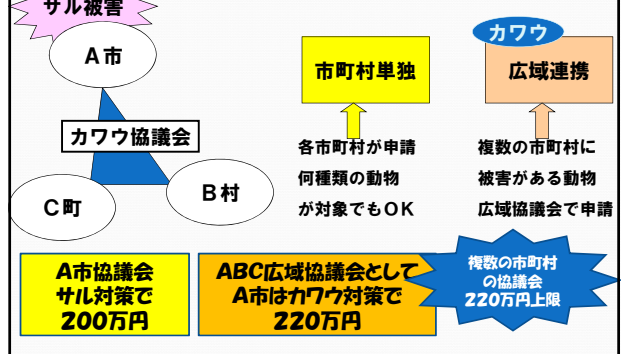 サル被害
A市
カワウ協議会
C町
B村
市町村単独
各市町村が申請
何種類の動物
が対象でもOK
カワウ
広域連携
複数の市町村に
被害がある動物
広域協議会で申請
A市協議会
サル対策で
200万円
ABC広域協議会として
A市はカワウ対策で
220万円
複数の市町村
の協議会
220万円上限